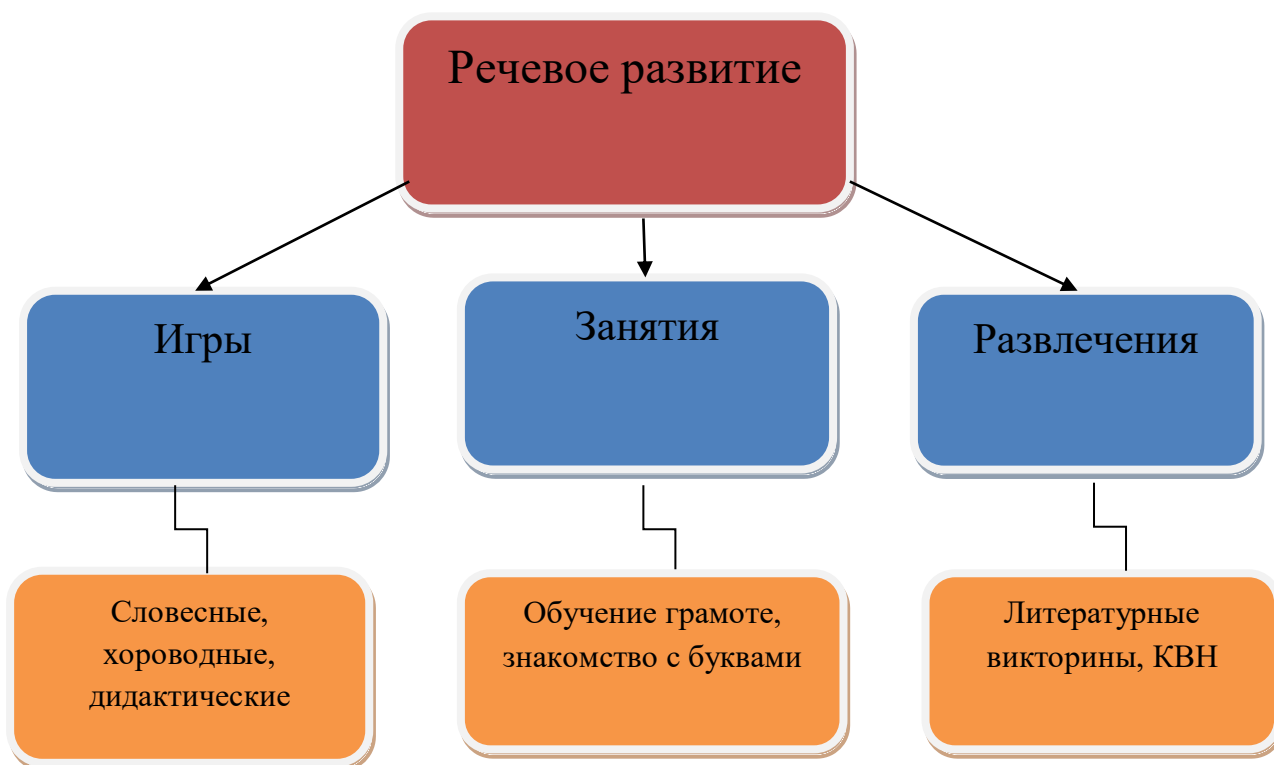 Речевое развитие
Игры
Занятия
Развлечения
Словесные,
хороводные,
дидактические
Обучение грамоте,
знакомство с буквами
Литературные
викторины, КВН